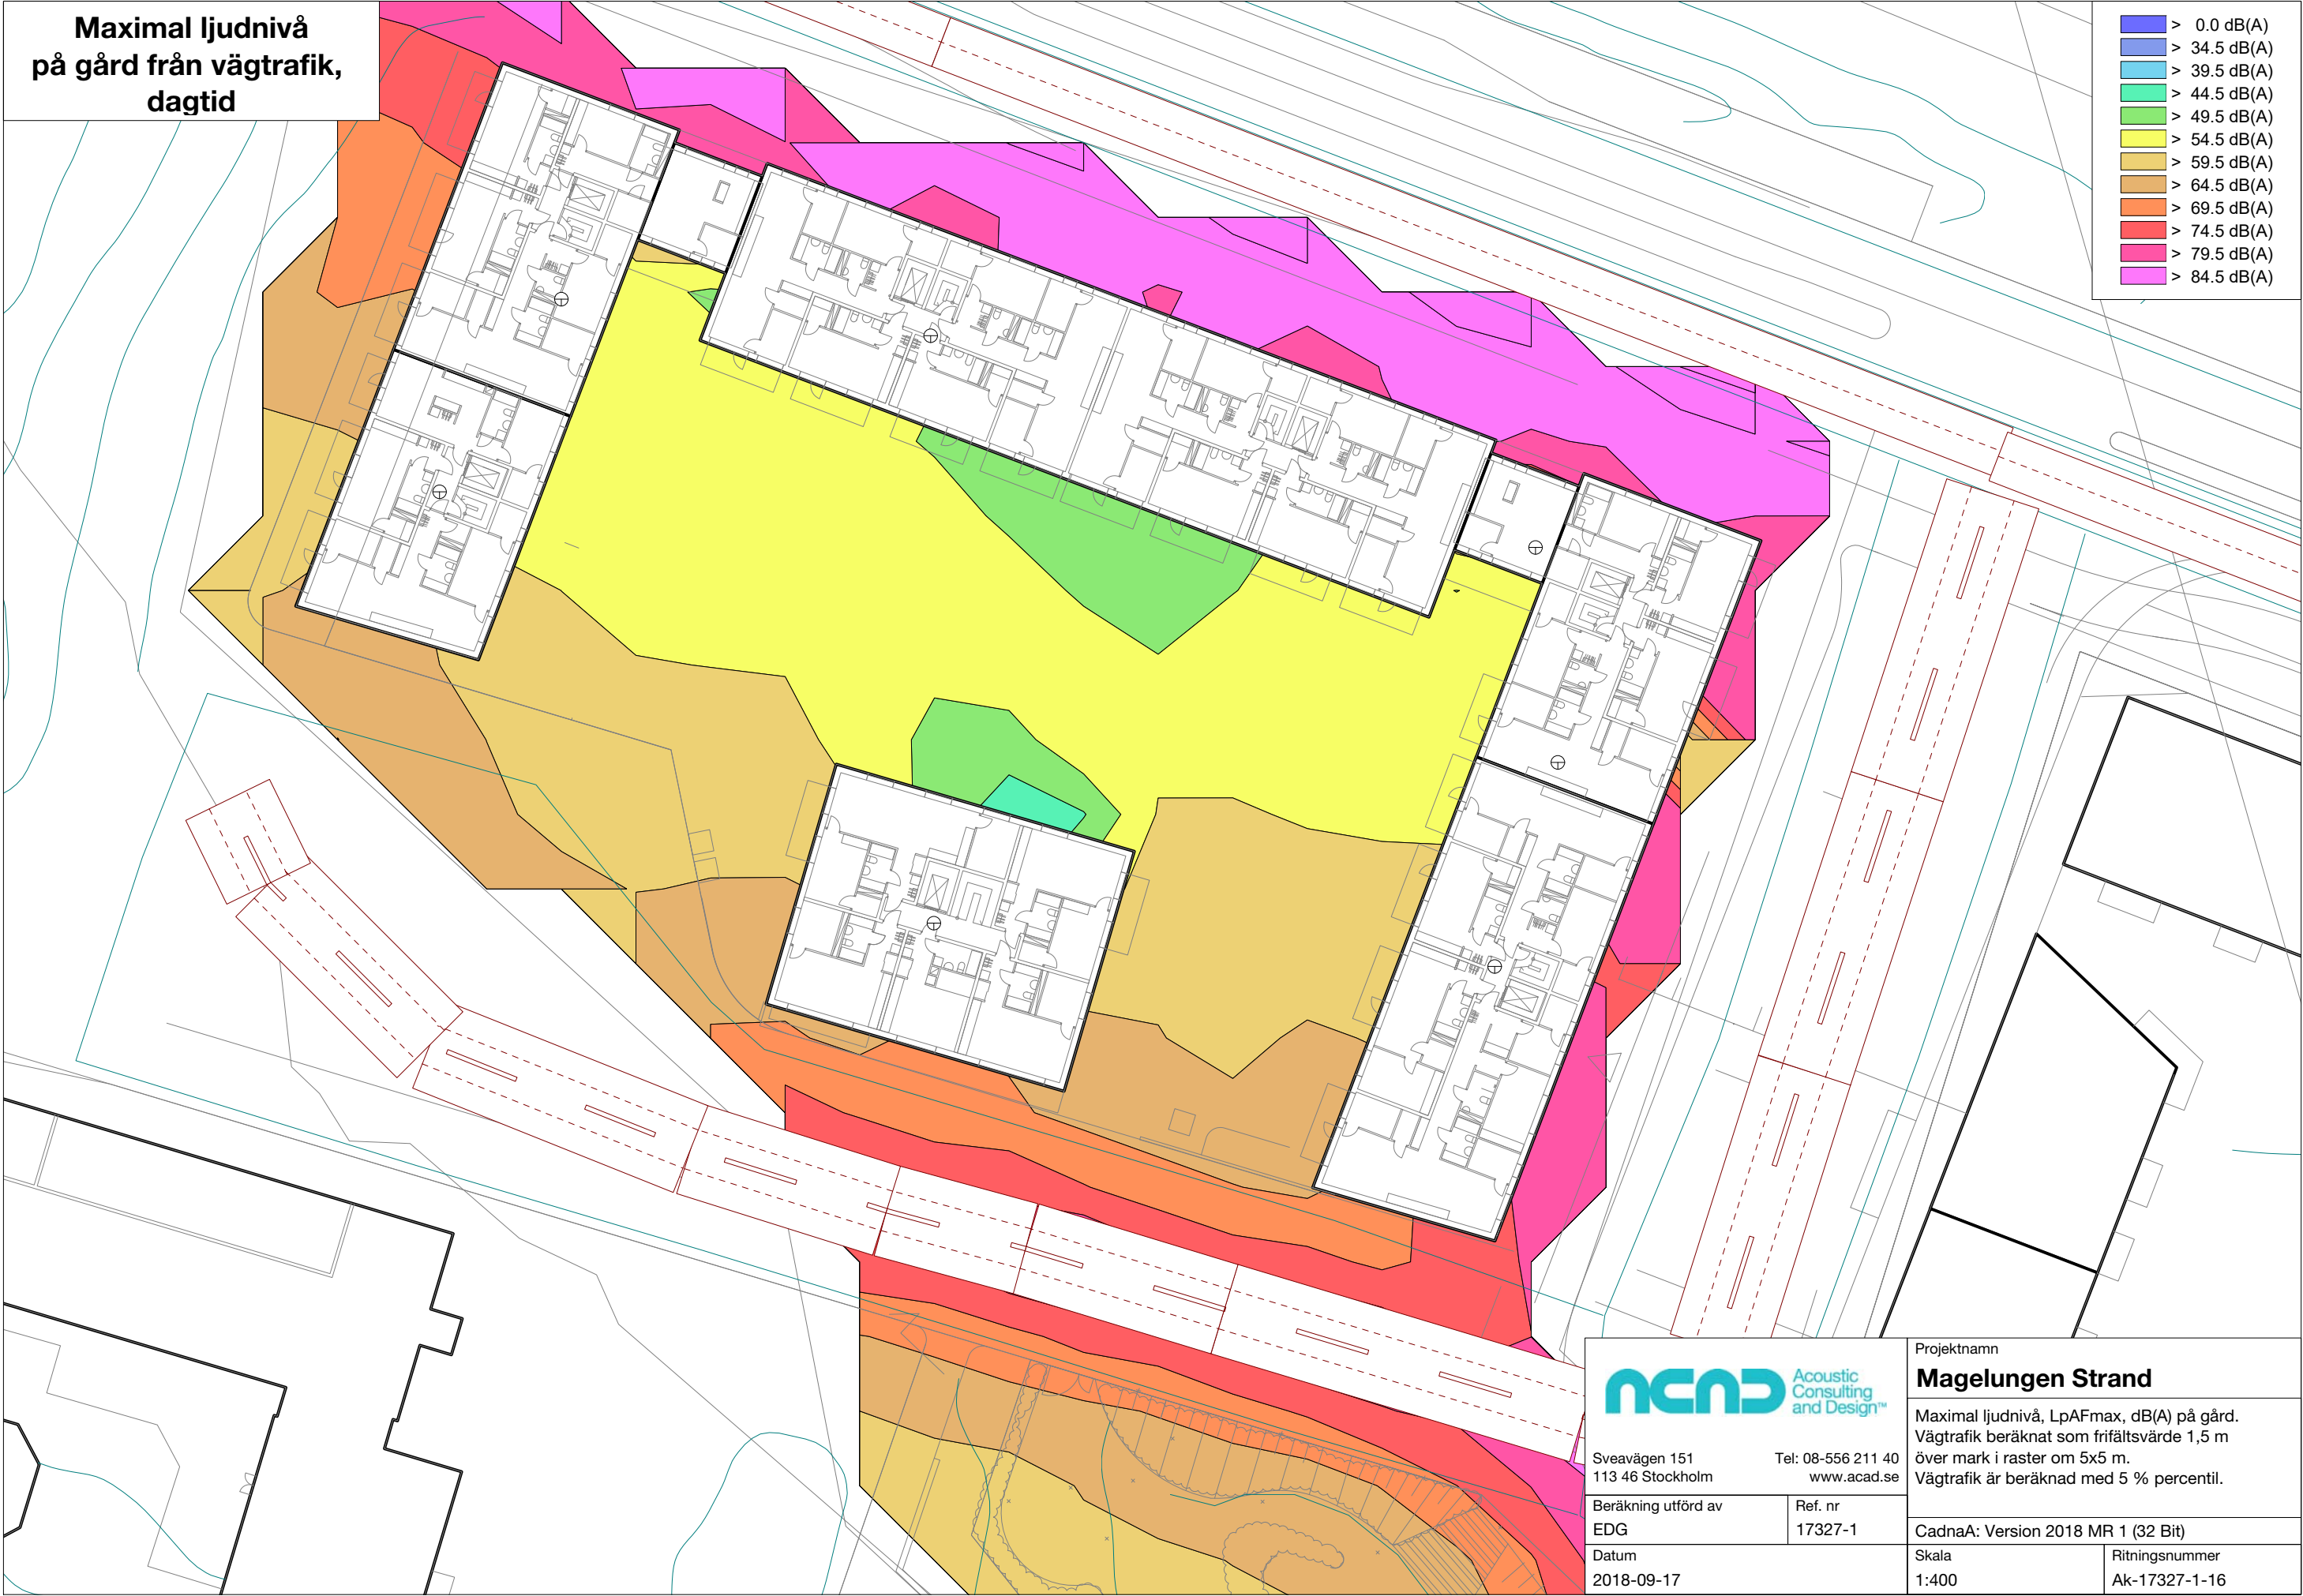 Maximal ljudnivå
på gård från vägtrafik,
dagtid
> 0.0 dB(A)
> 34.5 dB(A)
> 39.5 dB(A)
> 44.5 dB(A)
> 49.5 dB(A)
> 54.5 dB(A)
> 59.5 dB(A)
> 64.5 dB(A)
> 69.5 dB(A)
> 74.5 dB(A)
> 79.5 dB(A)
> 84.5 dB(A)
acad Acoustic
Consulting
and Design™
Sveavägen 151
113 46 Stockholm
Tel: 08-556 211 40
www.acad.se
Beräkning utförd av
EDG
Ref. nr
17327-1
Datum
2018-09-17
Projektnamn
Magelungen Strand
Maximal ljudnivå, LpAFmax, dB(A) på gård.
Vägtrafik beräknat som frifältsvärde 1,5 m
över mark i raster om 5x5 m.
Vägtrafik är beräknad med 5 % percentil.
CadnaA: Version 2018 MR 1 (32 Bit)
Skala
1:400
Ritningsnummer
Ak-17327-1-16